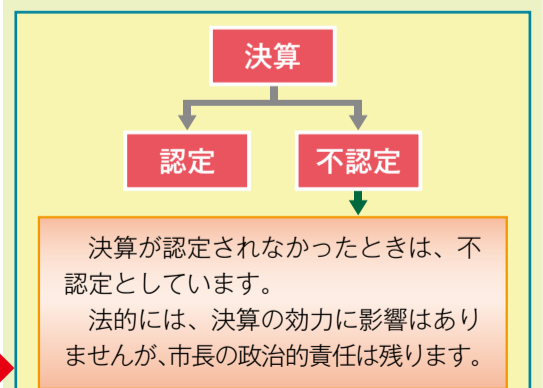 決算
認定
不認定
決算が認定されなかったときは、不
認定としています。
法的には、決算の効力に影響はあり
ませんが、市長の政治的責任は残ります。